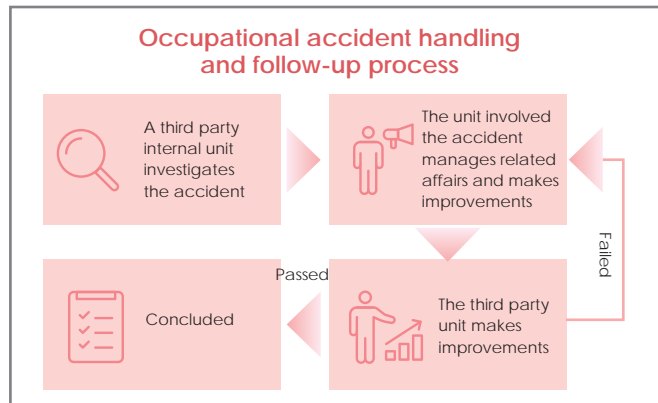 Occupational accident handling
and follow-up process
A third party
internal unit
investigates
the accident
The unit involved
the accident
manages related
affairs and makes
improvements
Failed
The third party
unit makes
improvements
Passed
Concluded